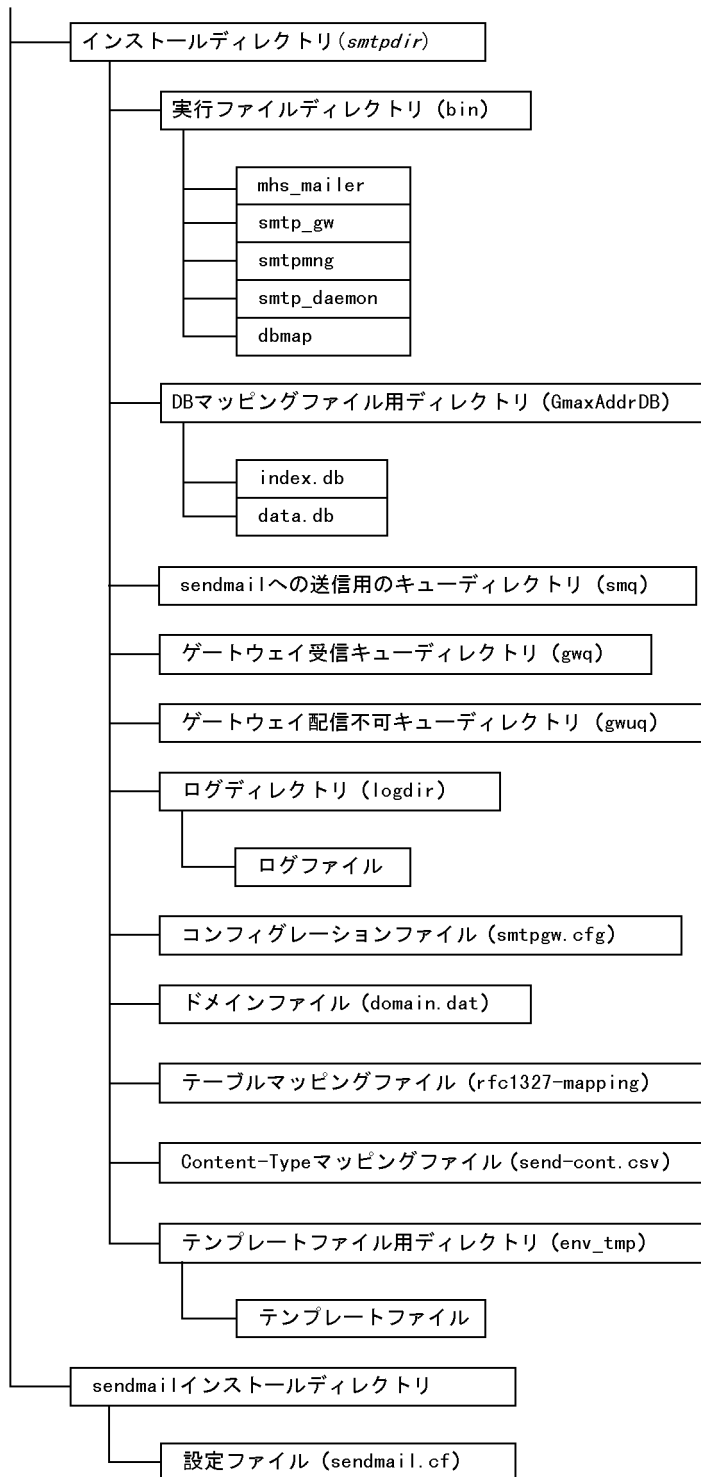 インストールディレクトリ(smtpdir)
実行ファイルディレクトリ（bin）
mhs_mailer
smtp_gw
smtpmng
smtp_daemon
dbmap
DBマッピングファイル用ディレクトリ（GmaxAddrDB）
index.db
data.db
sendmailへの送信用のキューディレクトリ（smq）
ゲートウェイ受信キューディレクトリ（gwq）
ゲートウェイ配信不可キューディレクトリ（gwuq）
ログディレクトリ（logdir）
ログファイル
コンフィグレーションファイル（smtpgw.cfg）
ドメインファイル（domain.dat）
テーブルマッピングファイル（rfc1327-mapping）
Content-Typeマッピングファイル（send-cont.csv）
テンプレートファイル用ディレクトリ（env_tmp）
テンプレートファイル
sendmailインストールディレクトリ
設定ファイル（sendmail.cf）